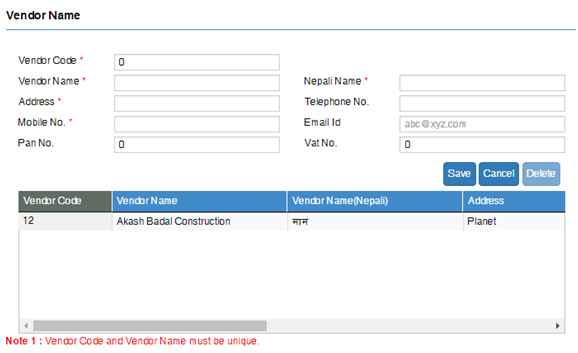 Vendor Name
Vendor Code * 0
Vendor Name * Nepali Name *
Address * Telephone No.
Mobile No. * Email Id abc@xyz.com
Pan No. 0 Vat No. 0
Save Cancel Delete
Vendor Code Vendor Name Vendor Name(Nepali) Address
12 Akash Badal Construction माम Planet
Note 1 : Vendor Code and Vendor Name must be unique.